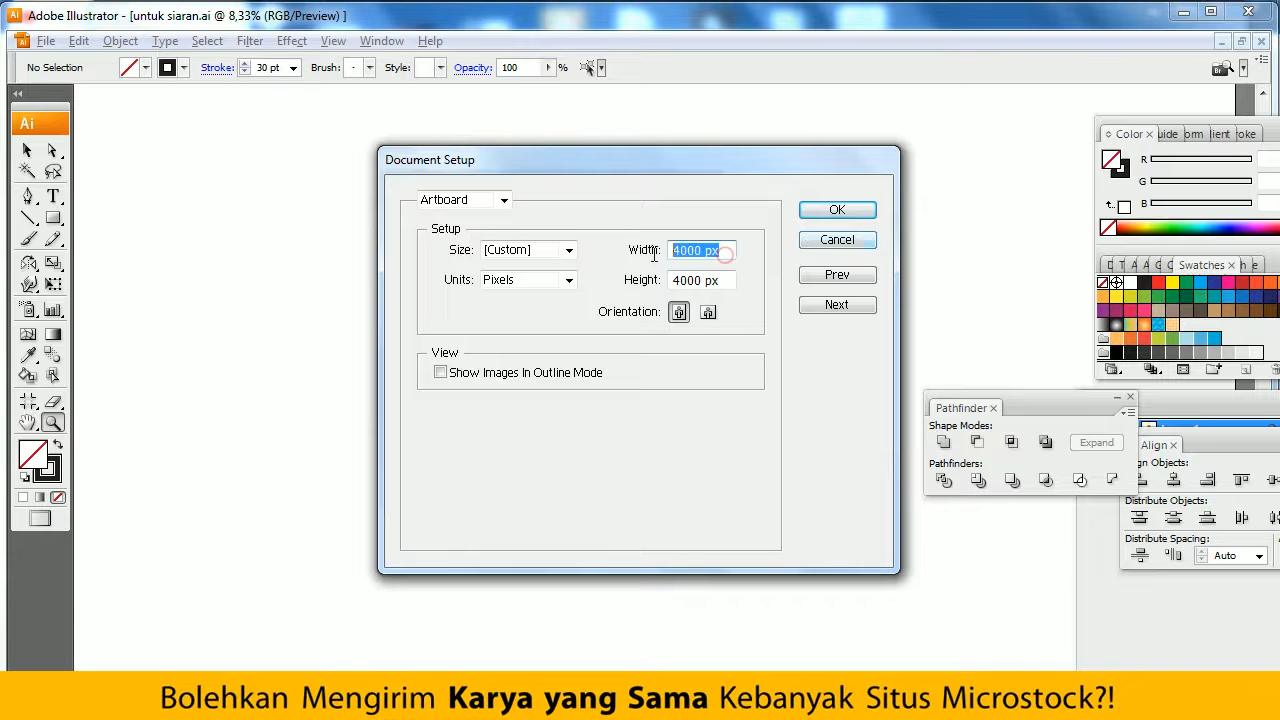 Adobe Illustrator - [untuk siaran.ai @ 8,33% (RGB/Preview) ]
File Edit Object Type Select Filter Effect View Window Help
No Selection Stroke: 30 pt Brush: Style: Opacity: 100 %
Ai
Document Setup
Artboard
Setup
Size: [Custom] Width: 4000 px
Units: Pixels Height: 4000 px
Orientation:
View
Show Images In Outline Mode
OK
Cancel
Prev
Next
Color uide orm lient roke
R
G
B
D T A Swatches h e
Pathfinder
Shape Modes:
Expand
Pathfinders:
Align
Align Objects:
Distribute Objects:
Distribute Spacing:
Auto
Bolehkan Mengirim Karya yang Sama Kebanyak Situs Microstock?!